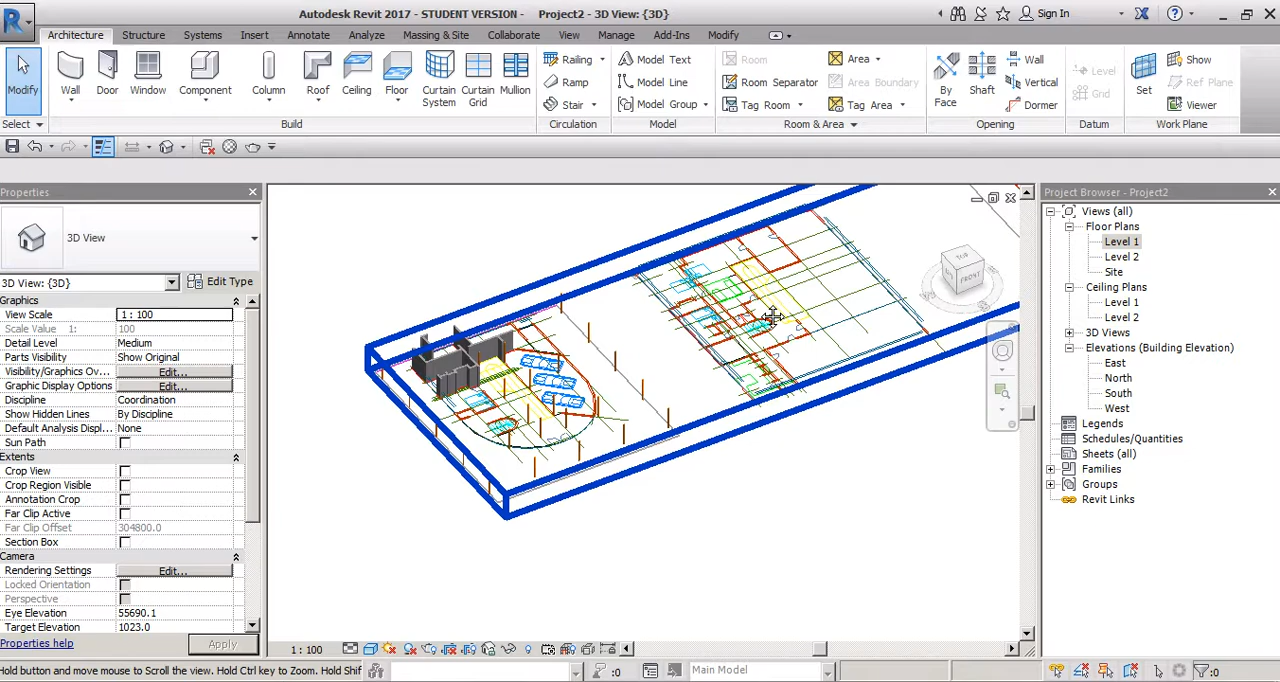 Autodesk Revit 2017 - STUDENT VERSION - Project2 - 3D View: {3D}
Sign In
Architecture Structure Systems Insert Annotate Analyze Massing & Site Collaborate View Manage Add-Ins Modify
Modify Wall Door Window Component Column Roof Ceiling Floor Curtain System Curtain Grid Mullion
Railing Model Text Room Area Wall Level Show
Ramp Model Line Room Separator Area Boundary Vertical Grid Ref Plane
Stair Model Group Tag Room Tag Area By Face Shaft Dormer Set Viewer
Select Build Circulation Model Room & Area Opening Datum Work Plane
Properties
3D View
3D View: {3D} Edit Type
Graphics
View Scale 1 : 100
Scale Value 1: 100
Detail Level Medium
Parts Visibility Show Original
Visibility/Graphics Ov... Edit...
Graphic Display Options Edit...
Discipline Coordination
Show Hidden Lines By Discipline
Default Analysis Displ... None
Sun Path
Extents
Crop View
Crop Region Visible
Annotation Crop
Far Clip Active
Far Clip Offset 304800.0
Section Box
Camera
Rendering Settings Edit...
Locked Orientation
Perspective
Eye Elevation 55690.1
Target Elevation 1023.0
Properties help Apply
TOP
FRONT
Project Browser - Project2
Views (all)
Floor Plans
Level 1
Level 2
Site
Ceiling Plans
Level 1
Level 2
3D Views
Elevations (Building Elevation)
East
North
South
West
Legends
Schedules/Quantities
Sheets (all)
Families
Groups
Revit Links
1 : 100
Hold button and move mouse to Scroll the view. Hold Ctrl key to Zoom. Hold Shi
:0 Main Model :0